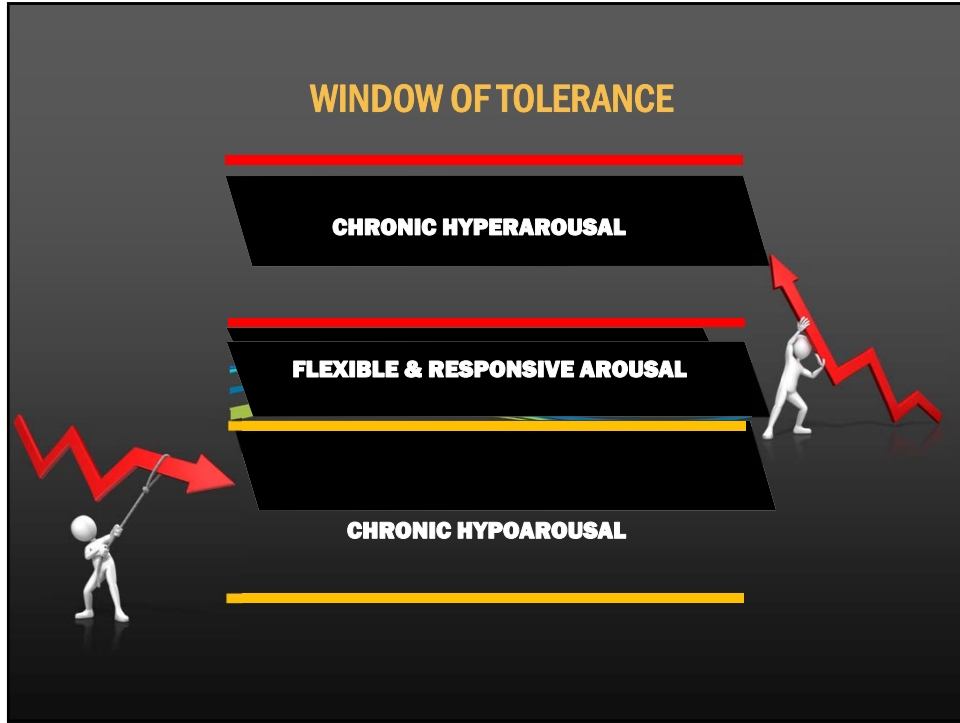 WINDOW OF TOLERANCE
CHRONIC HYPERAROUSAL
FLEXIBLE & RESPONSIVE AROUSAL
CHRONIC HYPOAROUSAL